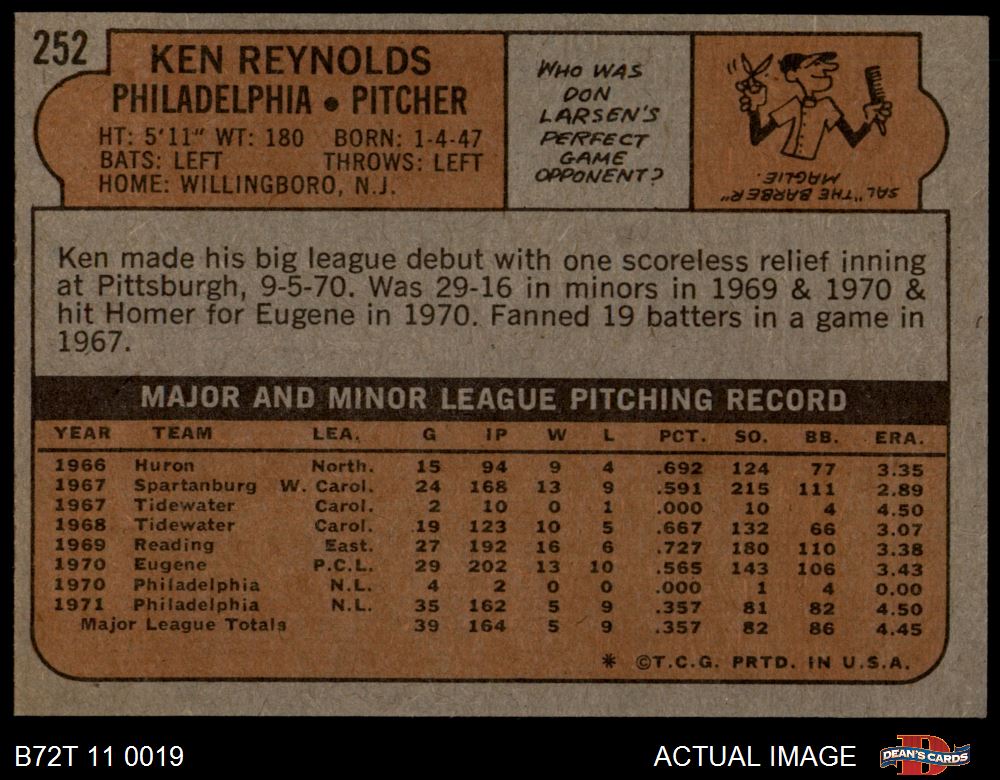 252
KEN REYNOLDS
PHILADELPHIA • PITCHER
HT: 5'11" WT: 180 BORN: 1-4-47
BATS: LEFT THROWS: LEFT
HOME: WILLINGBORO, N.J.
WHO WAS
DON
LARSEN'S
PERFECT
GAME
OPPONENT?
SAL "THE BARBER"
MAGLIE.
Ken made his big league debut with one scoreless relief inning
at Pittsburgh, 9-5-70. Was 29-16 in minors in 1969 & 1970 &
hit Homer for Eugene in 1970. Fanned 19 batters in a game in
1967.
MAJOR AND MINOR LEAGUE PITCHING RECORD
YEAR TEAM LEA. G IP W L PCT. SO. BB. ERA.
1966 Huron North. 15 94 9 4 .692 124 77 3.35
1967 Spartanburg W. Carol. 24 168 13 9 .591 215 111 2.89
1967 Tidewater Carol. 2 10 0 1 .000 10 4 4.50
1968 Tidewater Carol. 19 123 10 5 .667 132 66 3.07
1969 Reading East. 27 192 16 6 .727 180 110 3.38
1970 Eugene P.C.L. 29 202 13 10 .565 143 106 3.43
1970 Philadelphia N.L. 4 2 0 0 .000 1 4 0.00
1971 Philadelphia N.L. 35 162 5 9 .357 81 82 4.50
Major League Totals 39 164 5 9 .357 82 86 4.45
* ©T.C.G. PRTD. IN U.S.A.
B72T 11 0019 ACTUAL IMAGE DEAN'S CARDS